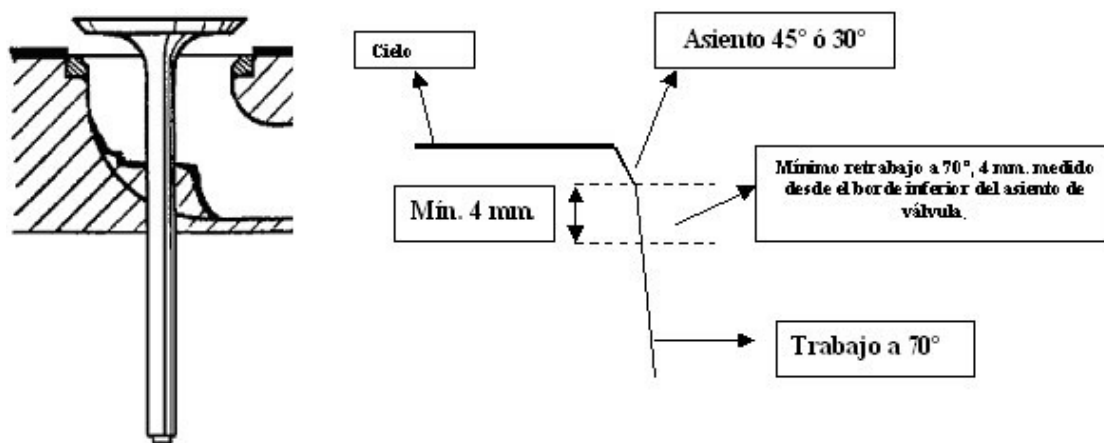 Cielo
Asiento 45° ó 30°
Mínimo retrabajo a 70°, 4 mm. medido
desde el borde inferior del asiento de
válvula.
Mín. 4 mm
Trabajo a 70°